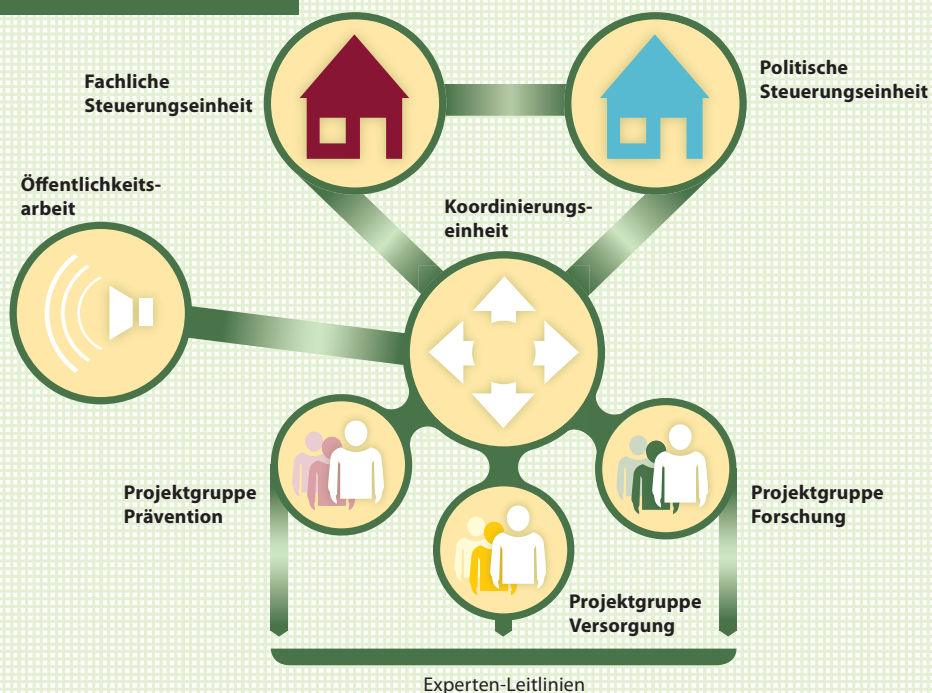 Fachliche
Steuerungseinheit
Politische
Steuerungseinheit
Öffentlichkeits-
arbeit
Koordinierungs-
einheit
Projektgruppe
Prävention
Projektgruppe
Forschung
Projektgruppe
Versorgung
Experten-Leitlinien